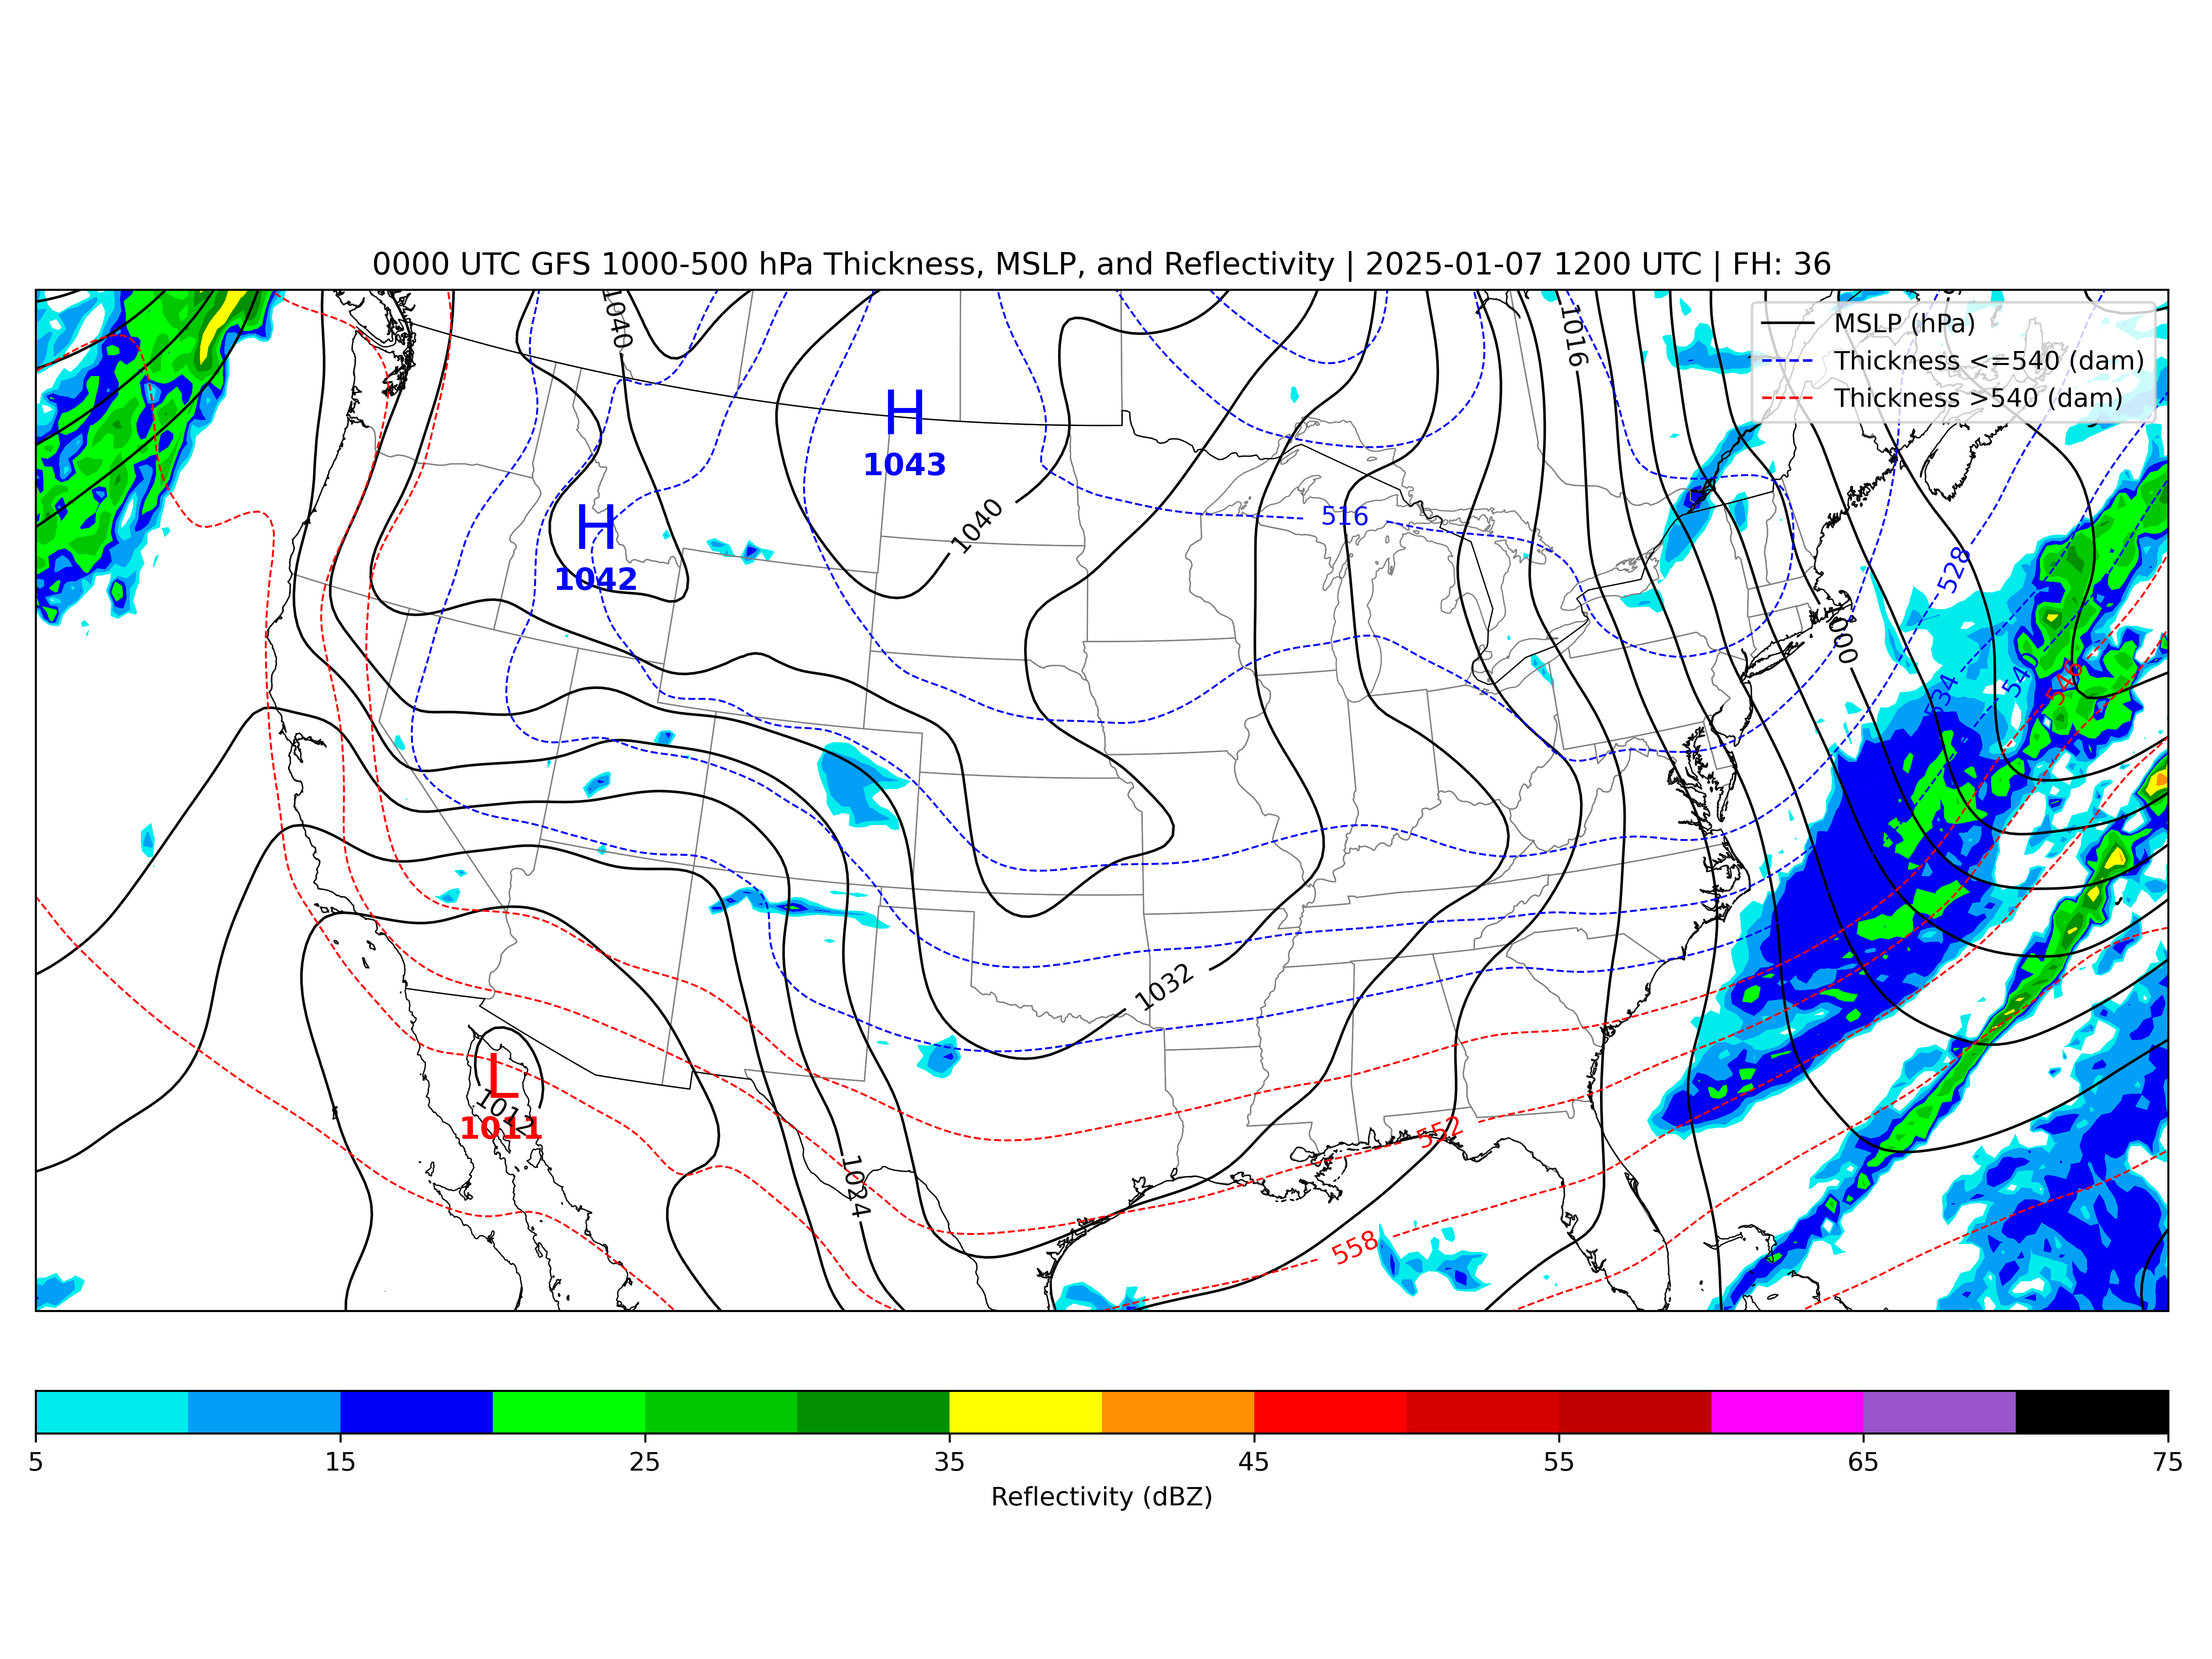 0000 UTC GFS 1000-500 hPa Thickness, MSLP, and Reflectivity | 2025-01-07 1200 UTC | FH: 36
MSLP (hPa)
Thickness <=540 (dam)
Thickness >540 (dam)
1040
1016
H
1043
H
1042
1040
516
528
534
540
546
1032
L
1012
1011
1024
552
558
5 15 25 35 45 55 65 75
Reflectivity (dBZ)